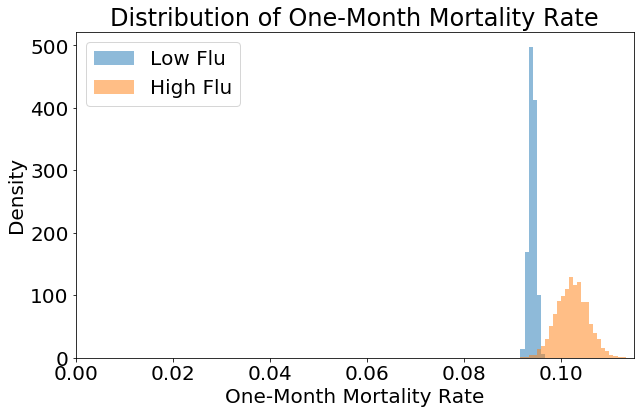 Distribution of One-Month Mortality Rate
Low Flu
High Flu
500
400
300
200
100
0
Density
0.00 0.02 0.04 0.06 0.08 0.10
One-Month Mortality Rate